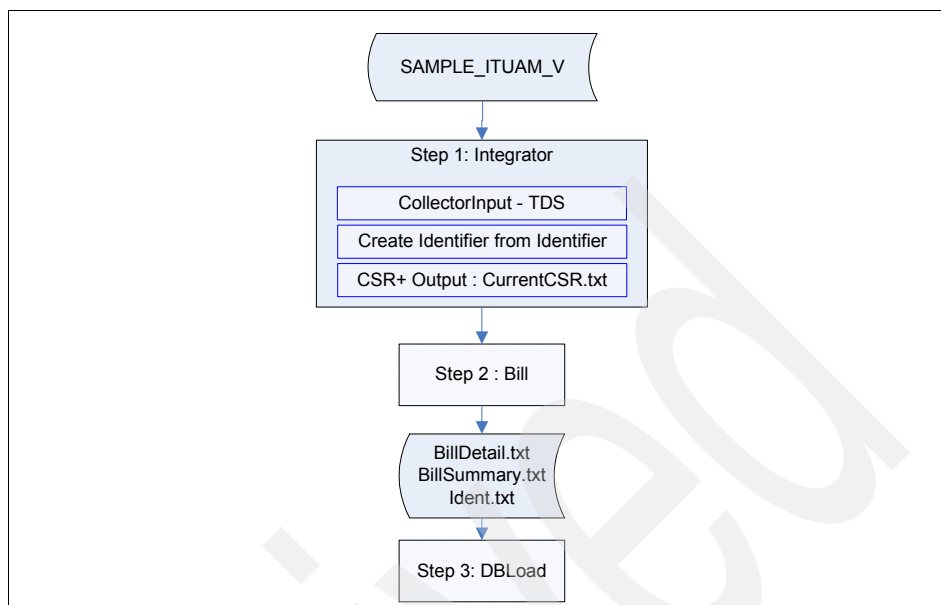 SAMPLE_ITUAM_V
Step 1: Integrator
CollectorInput - TDS
Create Identifier from Identifier
CSR+ Output : CurrentCSR.txt
Step 2 : Bill
BillDetail.txt
BillSummary.txt
Ident.txt
Step 3: DBLoad